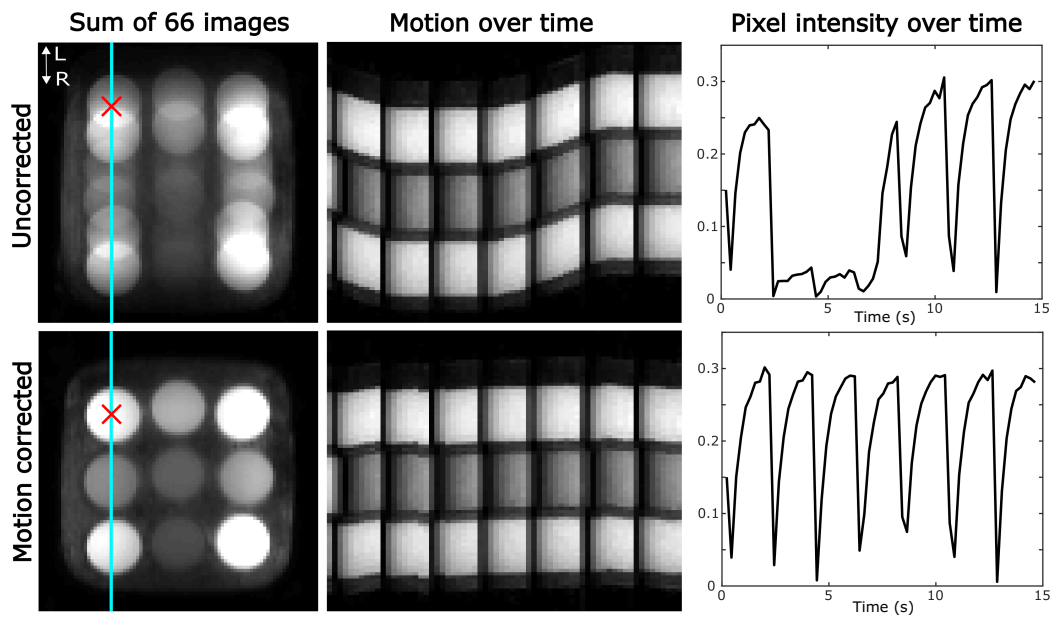 Sum of 66 images
Motion over time
Pixel intensity over time
L
R
Uncorrected
0.3
0.2
0.1
0
0
5
10
15
Time (s)
Motion corrected
0.3
0.2
0.1
0
0
5
10
15
Time (s)